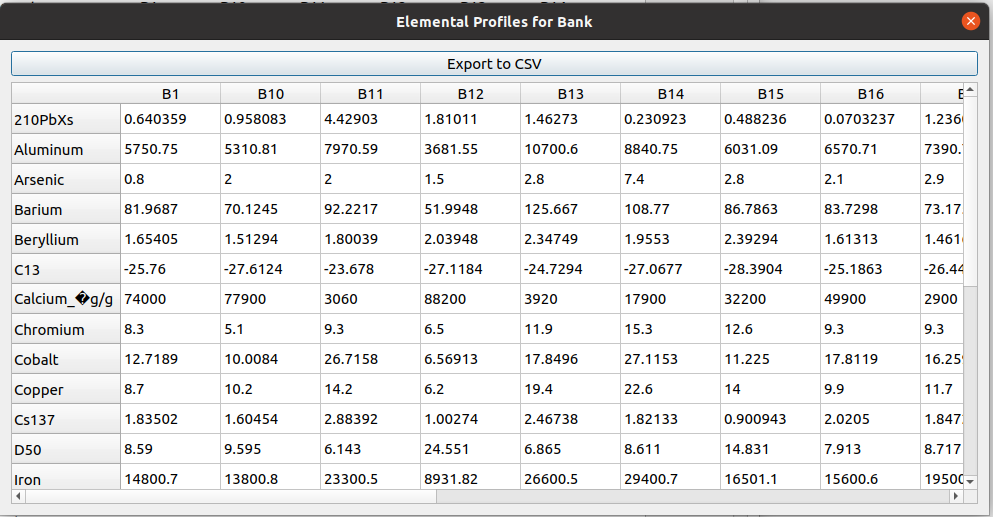 Elemental Profiles for Bank
Export to CSV
B1 B10 B11 B12 B13 B14 B15 B16
210PbXs 0.640359 0.958083 4.42903 1.81011 1.46273 0.230923 0.488236 0.0703237
Aluminum 5750.75 5310.81 7970.59 3681.55 10700.6 8840.75 6031.09 6570.71 7390.
Arsenic 0.8 2 2 1.5 2.8 7.4 2.8 2.1 2.9
Barium 81.9687 70.1245 92.2217 51.9948 125.667 108.77 86.7863 83.7298 73.17
Beryllium 1.65405 1.51294 1.80039 2.03948 2.34749 1.9553 2.39294 1.61313 1.461
C13 -25.76 -27.6124 -23.678 -27.1184 -24.7294 -27.0677 -28.3904 -25.1863 -26.44
Calcium_�g/g 74000 77900 3060 88200 3920 17900 32200 49900 2900
Chromium 8.3 5.1 9.3 6.5 11.9 15.3 12.6 9.3 9.3
Cobalt 12.7189 10.0084 26.7158 6.56913 17.8496 27.1153 11.225 17.8119 16.25
Copper 8.7 10.2 14.2 6.2 19.4 22.6 14 9.9 11.7
Cs137 1.83502 1.60454 2.88392 1.00274 2.46738 1.82133 0.900943 2.0205 1.847
D50 8.59 9.595 6.143 24.551 6.865 8.611 14.831 7.913 8.717
Iron 14800.7 13800.8 23300.5 8931.82 26600.5 29400.7 16501.1 15600.6 19500